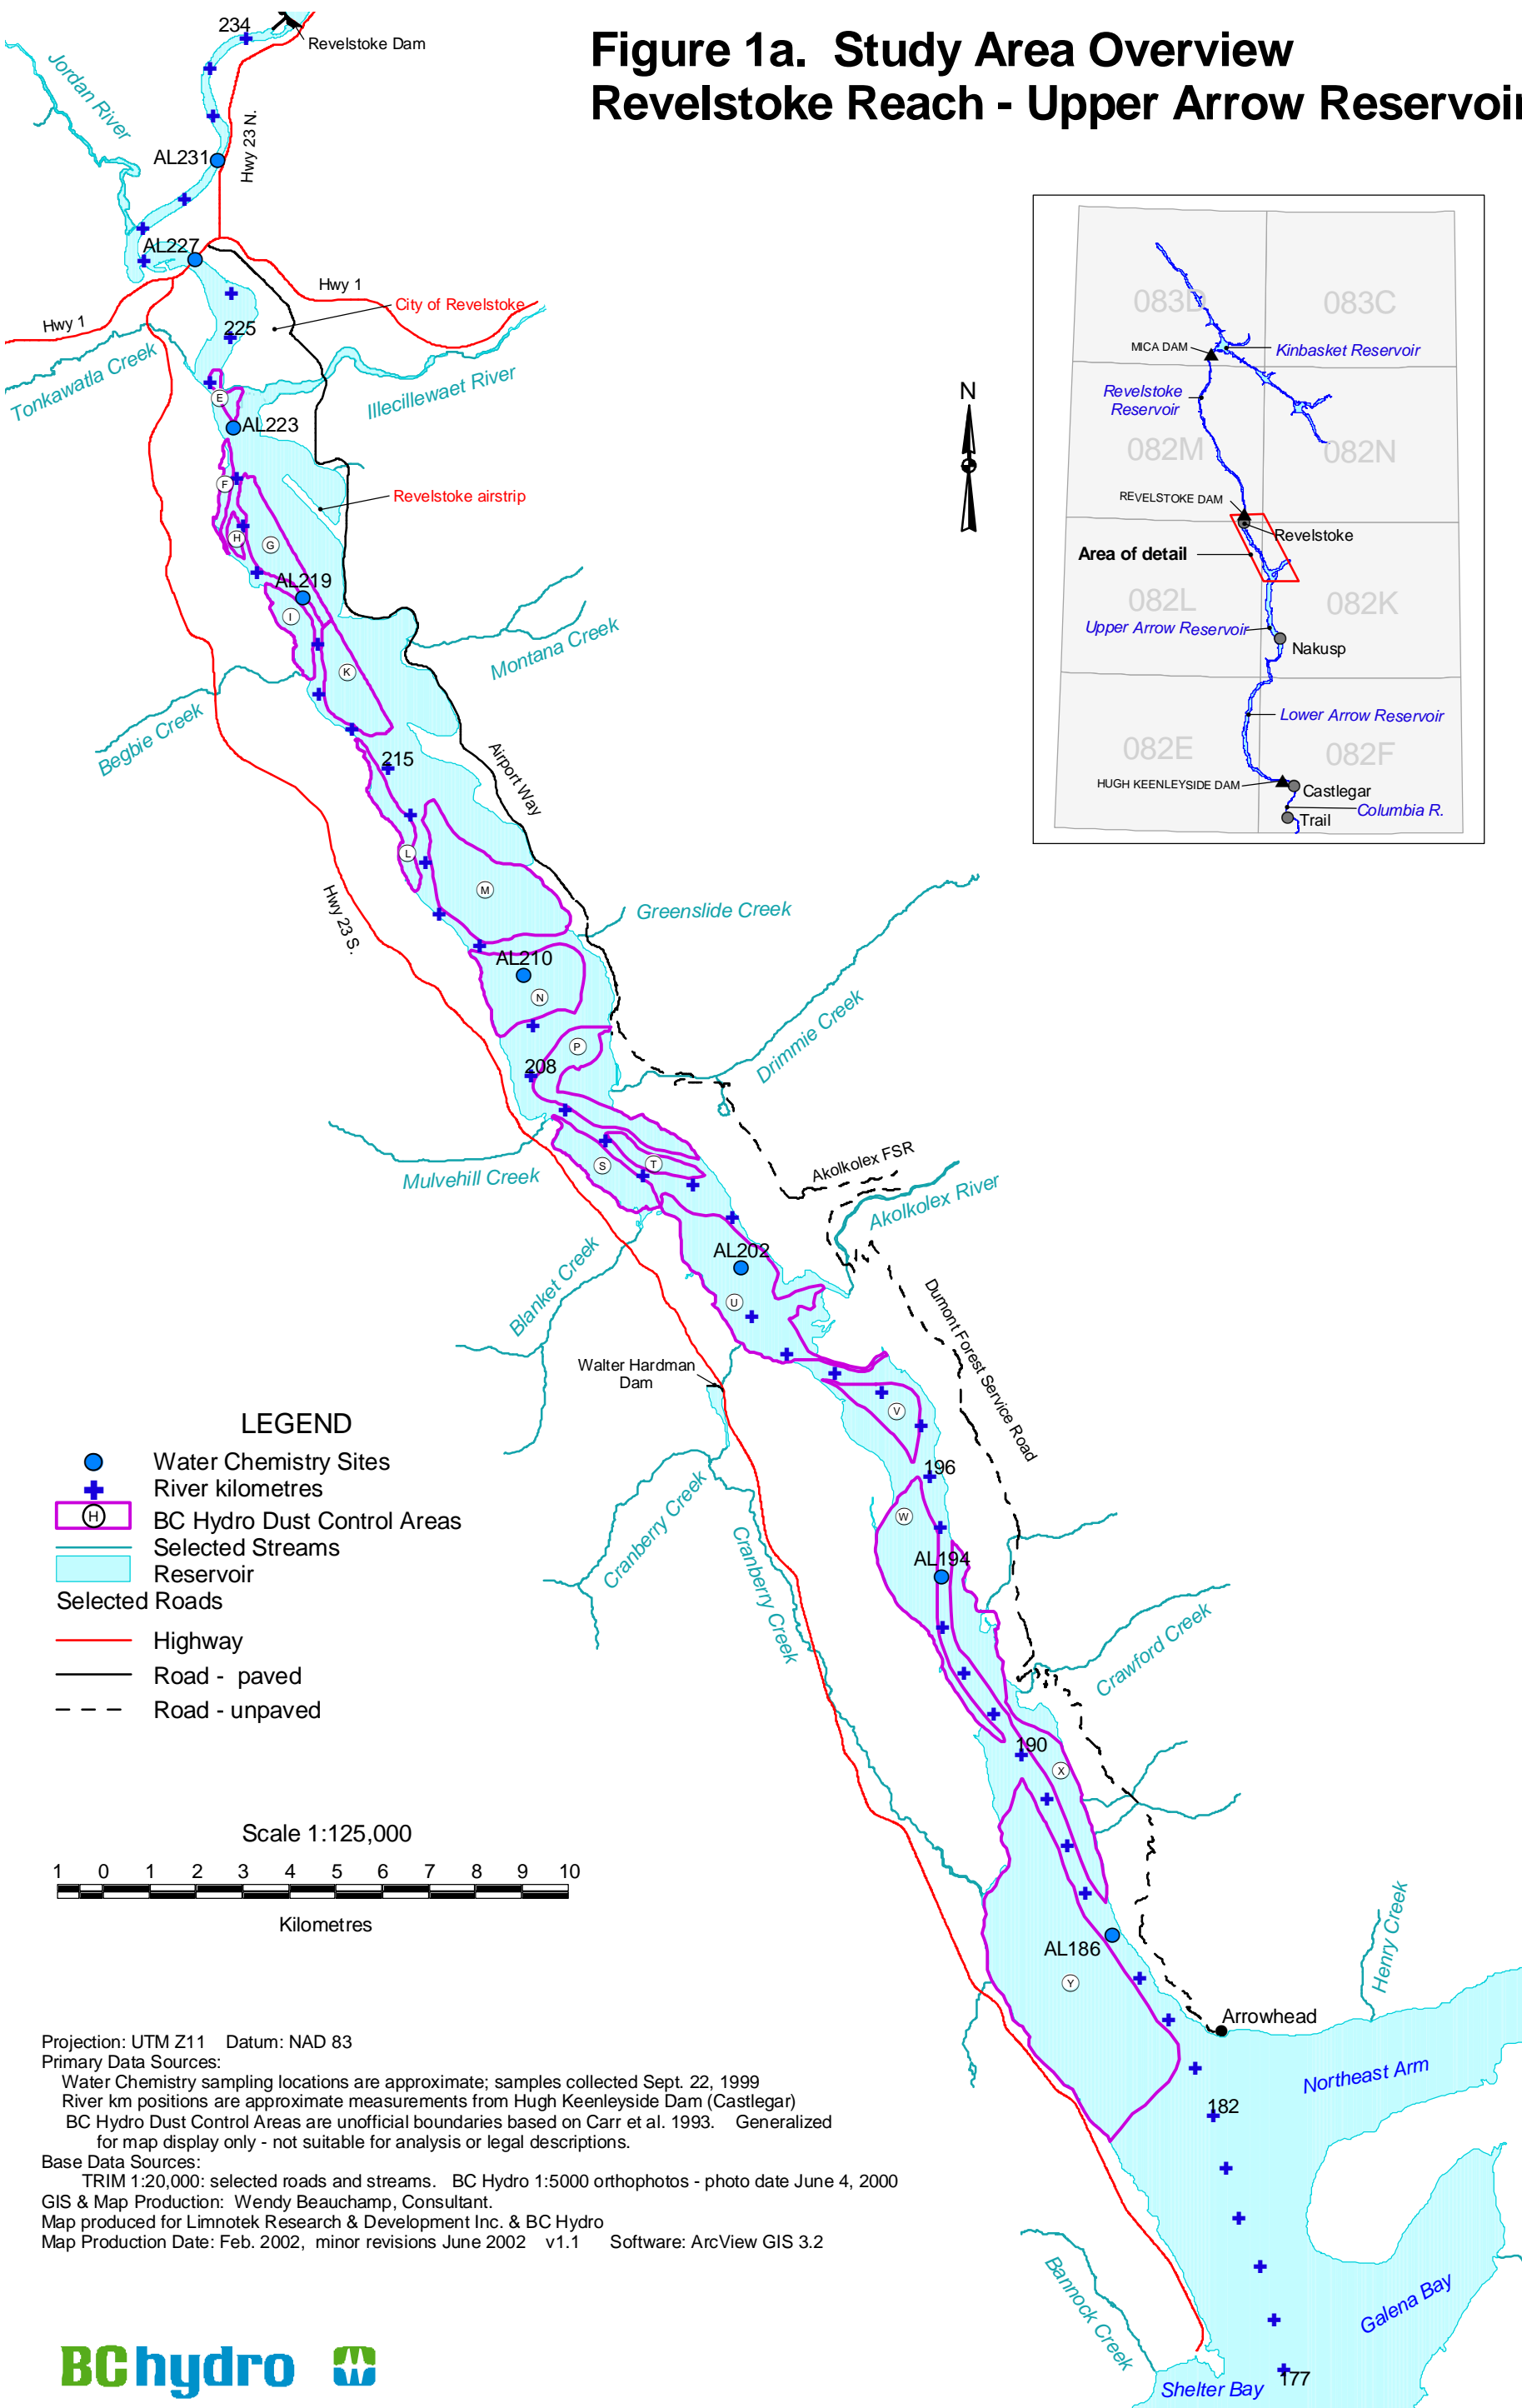 Figure 1a. Study Area Overview
Revelstoke Reach - Upper Arrow Reservoir
234
Revelstoke Dam
Jordan River
Hwy 23 N.
AL231
AL227
Hwy 1
City of Revelstoke
Hwy 1
225
Tonkawatla Creek
Illecillewaet River
E
AL223
F
Revelstoke airstrip
H
G
AL219
I
Montana Creek
K
Begbie Creek
215
Airport Way
L
M
Hwy 23 S.
Greenslide Creek
AL210
N
P
208
Drimmie Creek
S
T
Mulvehill Creek
Akolkolex FSR
Akolkolex River
AL202
U
Blanket Creek
Dumont Forest Service Road
Walter Hardman
Dam
V
196
W
Cranberry Creek
Cranberry Creek
AL194
Crawford Creek
190
X
AL186
Y
Henry Creek
Arrowhead
Northeast Arm
182
Galena Bay
Bannock Creek
177
Shelter Bay
N
083D
083C
MICA DAM
Kinbasket Reservoir
Revelstoke
Reservoir
082M
082N
REVELSTOKE DAM
Revelstoke
Area of detail
082L
082K
Upper Arrow Reservoir
Nakusp
Lower Arrow Reservoir
082E
082F
HUGH KEENLEYSIDE DAM
Castlegar
Columbia R.
Trail
LEGEND
Water Chemistry Sites
River kilometres
H
BC Hydro Dust Control Areas
Selected Streams
Reservoir
Selected Roads
Highway
Road - paved
Road - unpaved
Scale 1:125,000
1 0 1 2 3 4 5 6 7 8 9 10
Kilometres
Projection: UTM Z11 Datum: NAD 83
Primary Data Sources:
Water Chemistry sampling locations are approximate; samples collected Sept. 22, 1999
River km positions are approximate measurements from Hugh Keenleyside Dam (Castlegar)
BC Hydro Dust Control Areas are unofficial boundaries based on Carr et al. 1993. Generalized
for map display only - not suitable for analysis or legal descriptions.
Base Data Sources:
TRIM 1:20,000: selected roads and streams. BC Hydro 1:5000 orthophotos - photo date June 4, 2000
GIS & Map Production: Wendy Beauchamp, Consultant.
Map produced for Limnotek Research & Development Inc. & BC Hydro
Map Production Date: Feb. 2002, minor revisions June 2002 v1.1 Software: ArcView GIS 3.2
BC hydro